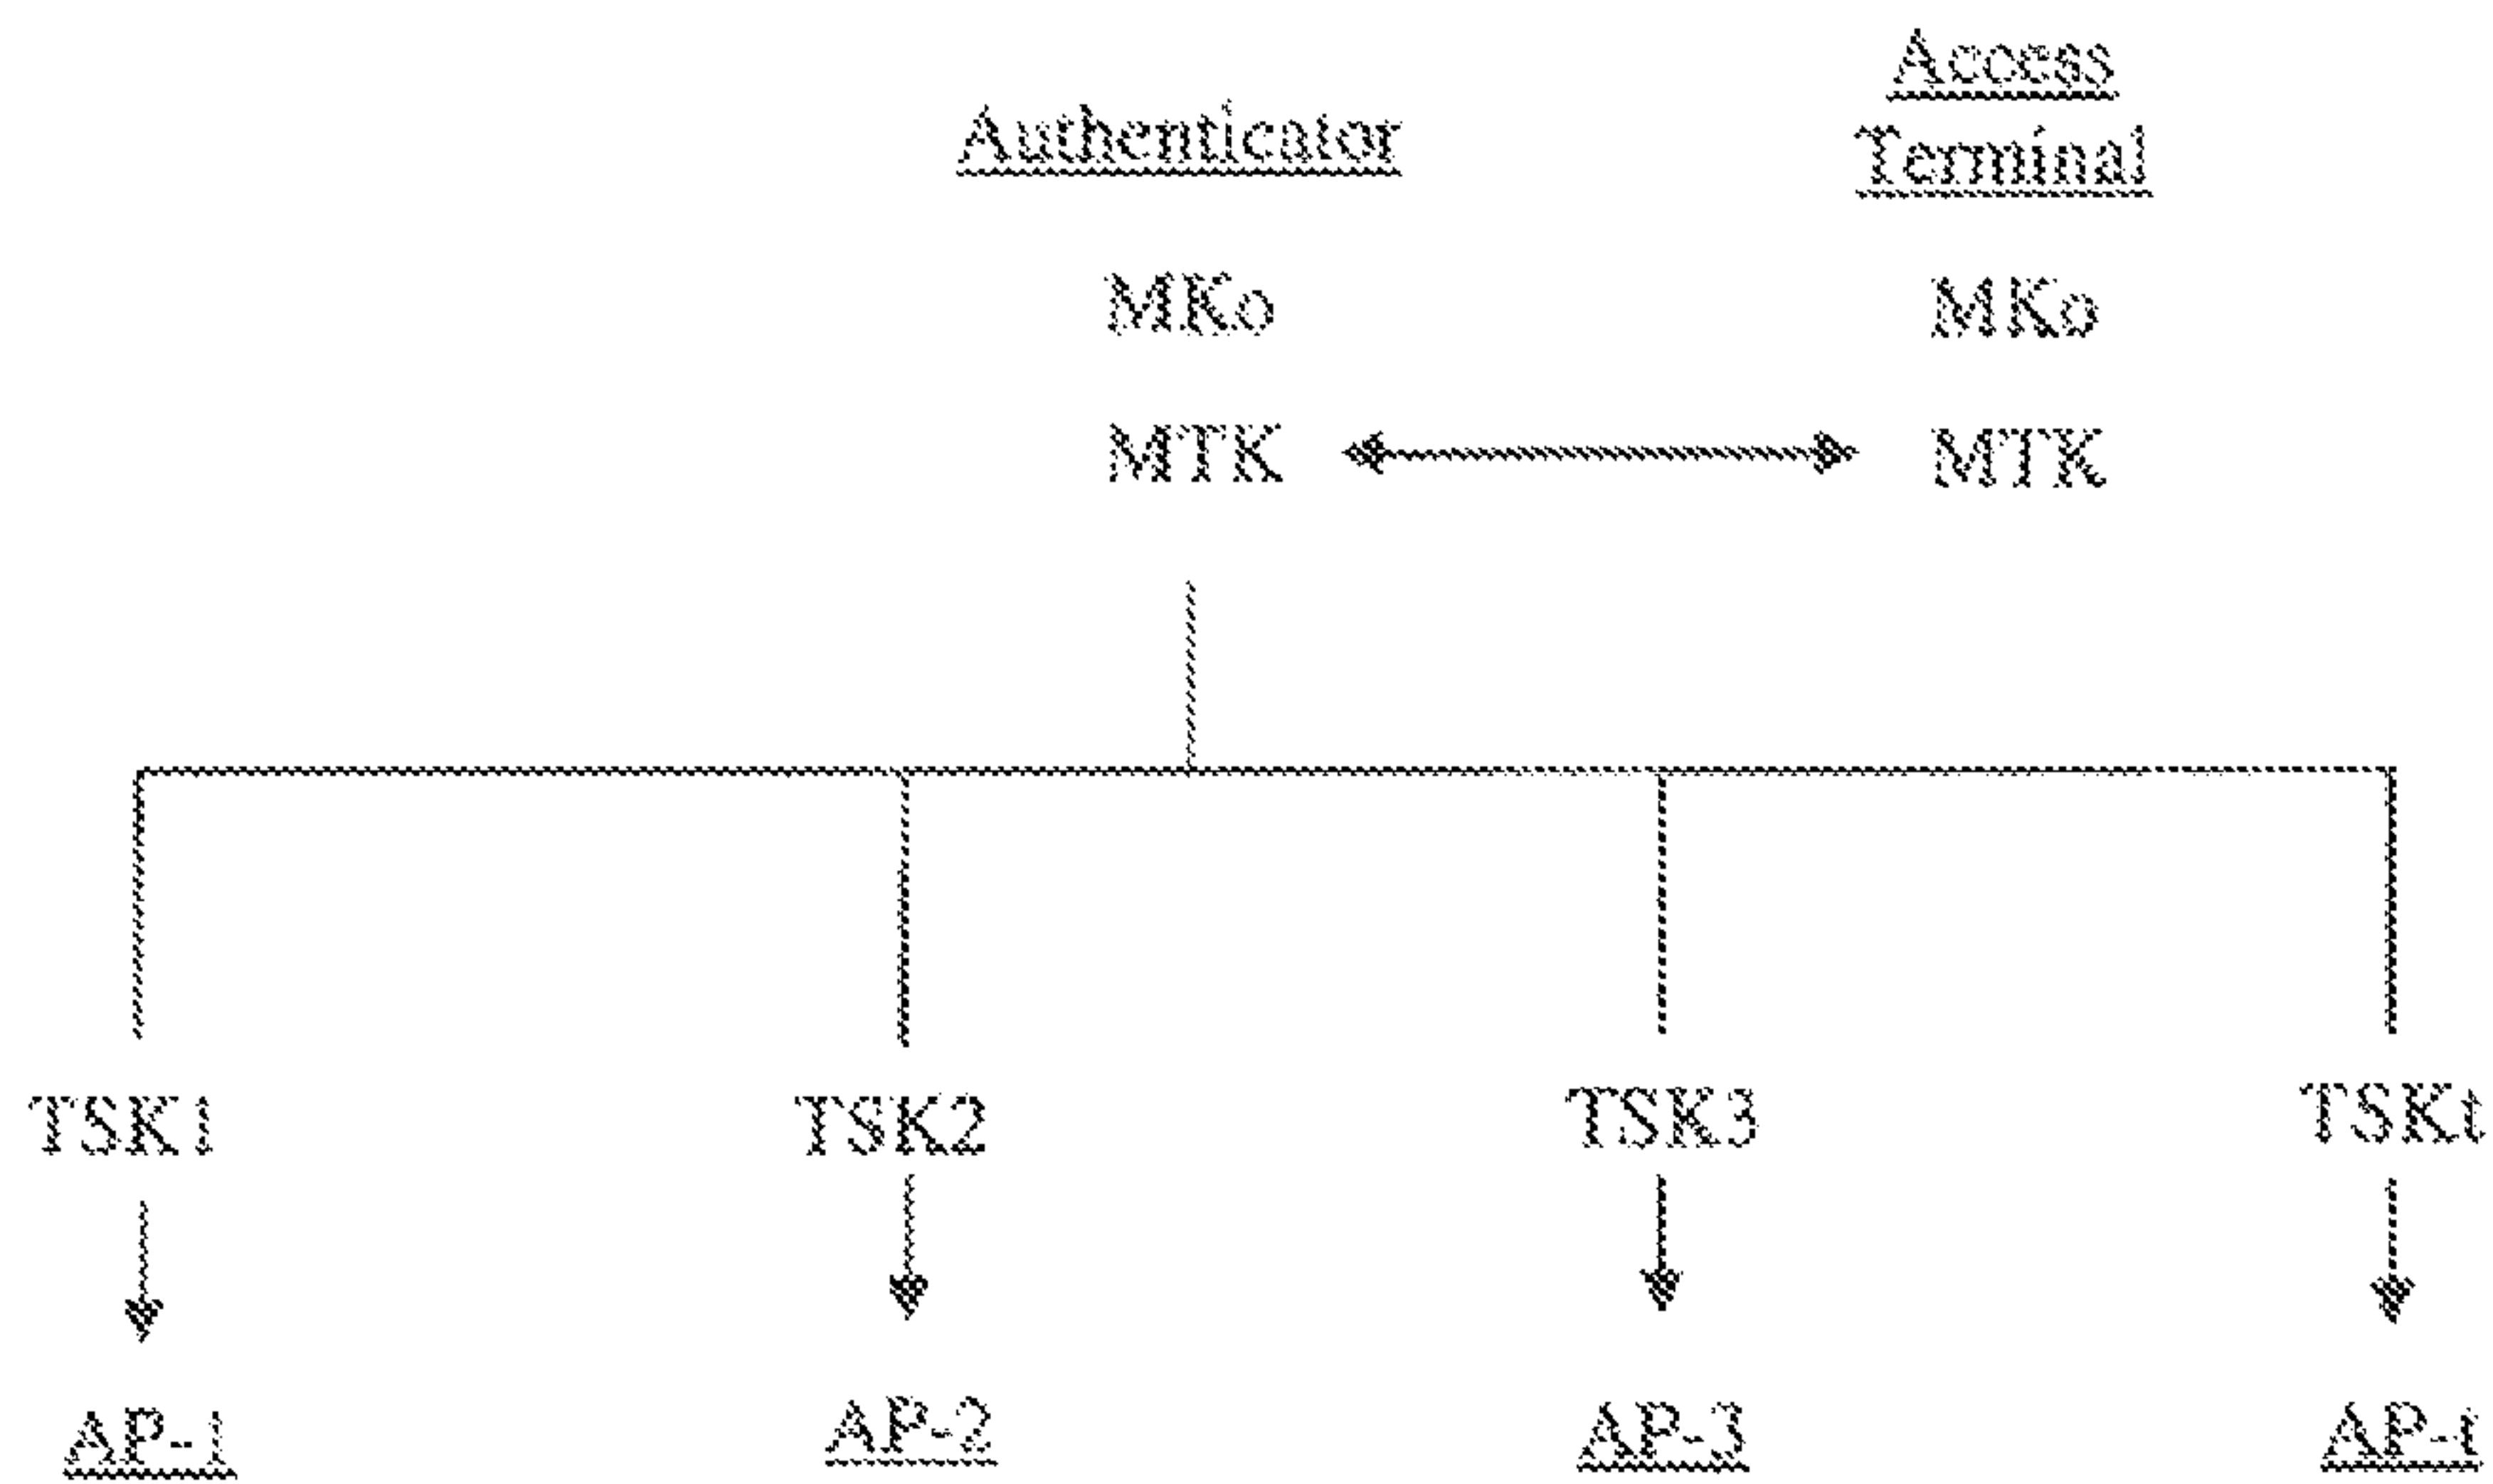 Access
Authenticator
Terminal
MKo
MKo
MTK
MTK
TSK1
TSK2
TSK3
TSKt
AP-1
AP-2
AP-3
AP-t